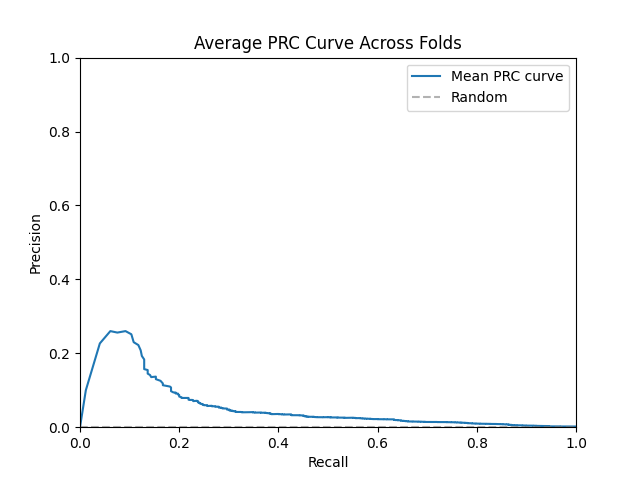 Average PRC Curve Across Folds
Mean PRC curve
Random
Precision
1.0
0.8
0.6
0.4
0.2
0.0
0.0 0.2 0.4 0.6 0.8 1.0
Recall